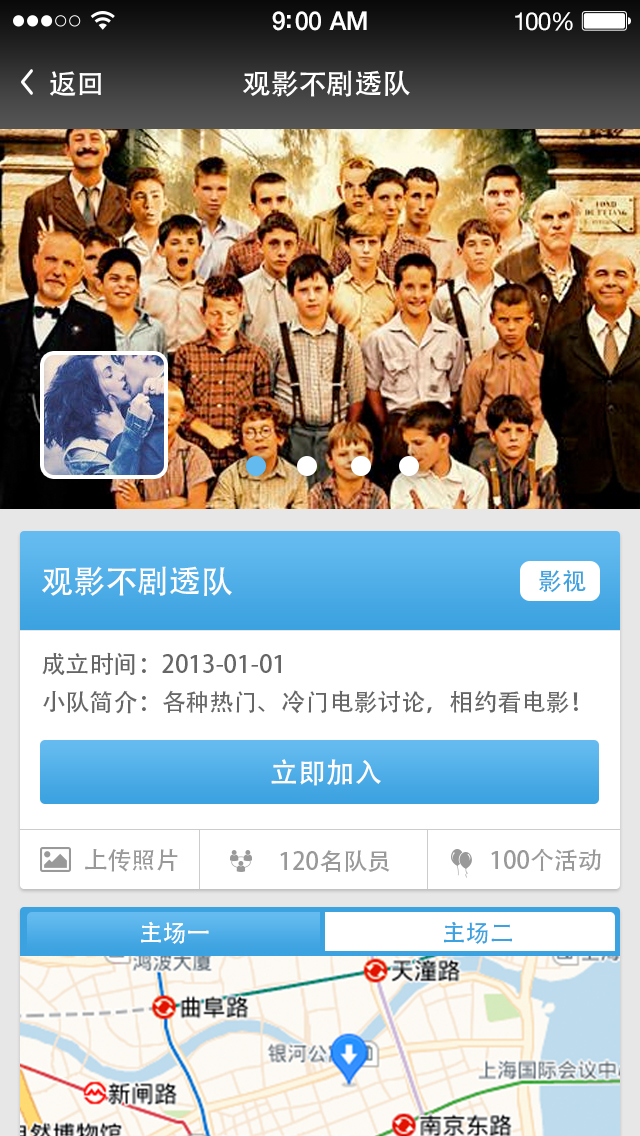 9:00 AM 100%
返回 观影不剧透队
FOND
DE L'ETANG
观影不剧透队 影视
成立时间：2013-01-01
小队简介：各种热门、冷门电影讨论，相约看电影！
立即加入
上传照片 120名队员 100个活动
主场一 主场二
鸿波大厦
天潼路
曲阜路
银河公
上海国际会议中
新闸路
南京东路
自然博物馆